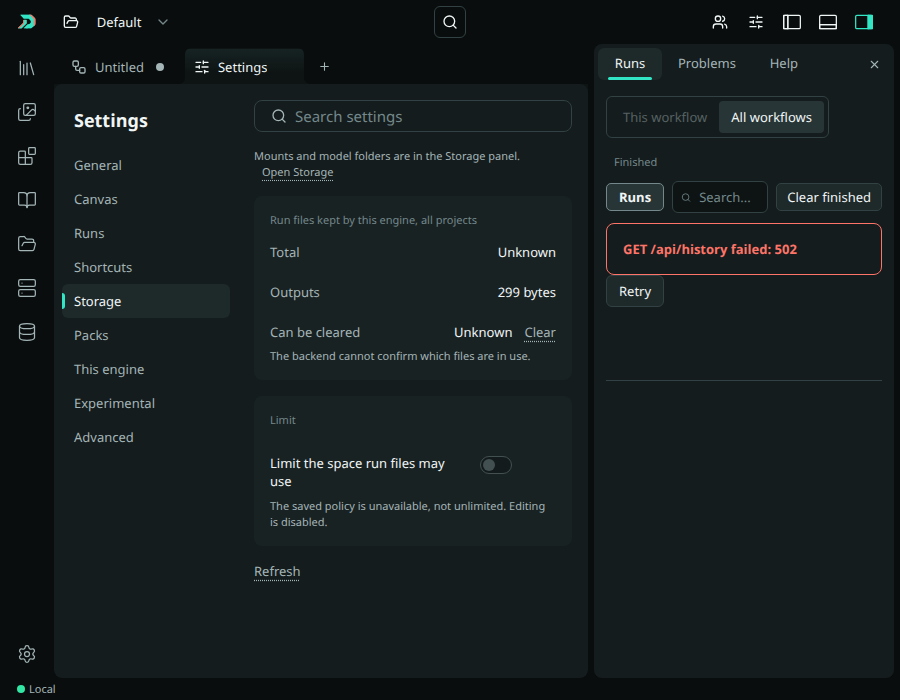 Default
Untitled
Settings
Runs
Problems
Help
Settings
General
Canvas
Runs
Shortcuts
Storage
Packs
This engine
Experimental
Advanced
Search settings
Mounts and model folders are in the Storage panel.
Open Storage
Run files kept by this engine, all projects
Total Unknown
Outputs 299 bytes
Can be cleared Unknown Clear
The backend cannot confirm which files are in use.
Limit
Limit the space run files may
use
The saved policy is unavailable, not unlimited. Editing
is disabled.
Refresh
This workflow All workflows
Finished
Runs Search... Clear finished
GET /api/history failed: 502
Retry
Local